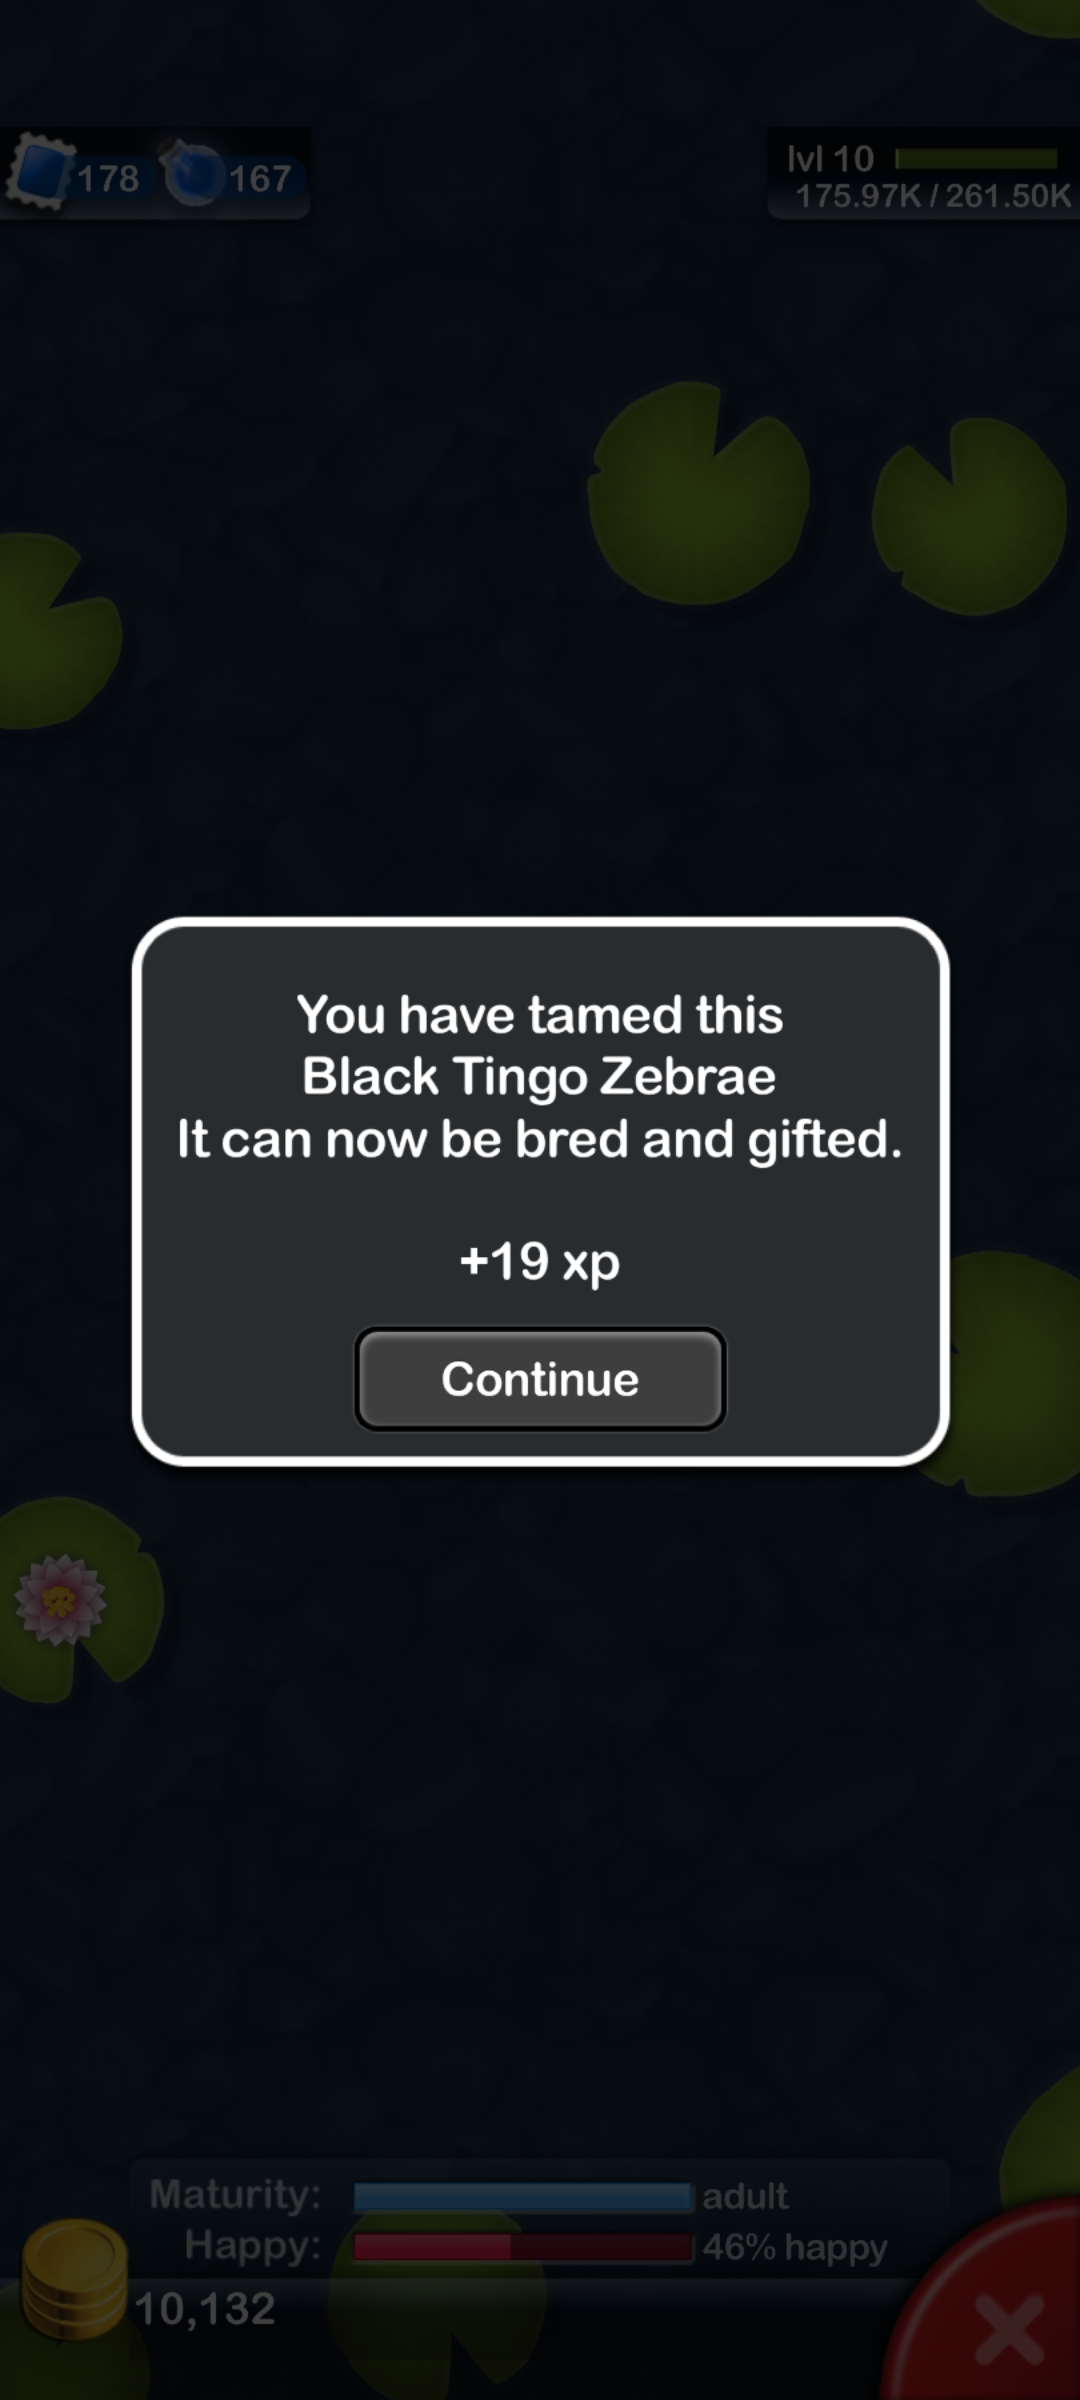 178 167
lvl 10
175.97K / 261.50K
You have tamed this
Black Tingo Zebrae
It can now be bred and gifted.
+19 xp
Continue
Maturity: adult
Happy: 46% happy
10,132